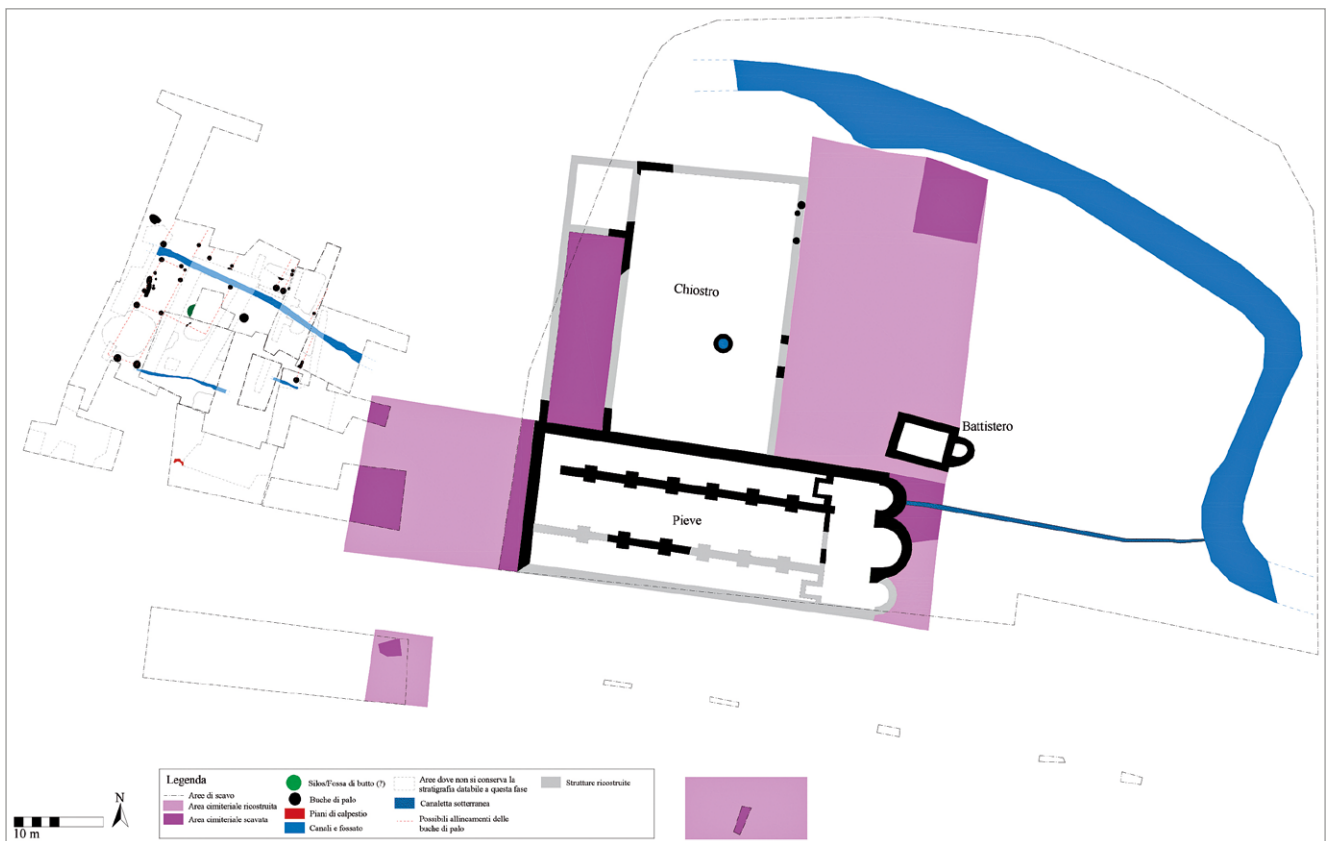 Chiostro
Battistero
Pieve
N
10 m
Legenda
Aree di scavo
Area cimiteriale ricostruita
Area cimiteriale scavata
Silos/Fossa di butto (?)
Buche di palo
Piani di calpestio
Canali e fossato
Aree dove non si conserva la
stratigrafia databile a questa fase
Canaletta sotterranea
Possibili allineamenti delle
buche di palo
Strutture ricostruite